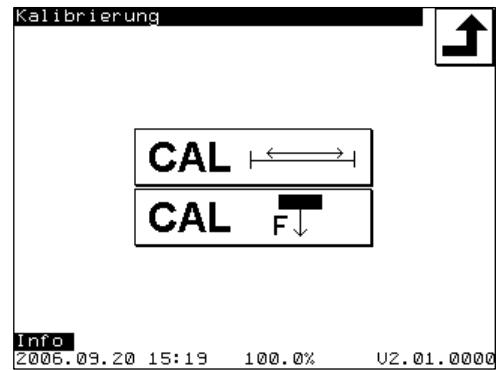 Kalibrierung
CAL
CAL F
Info
2006.09.20 15:19 100.0% V2.01.0000